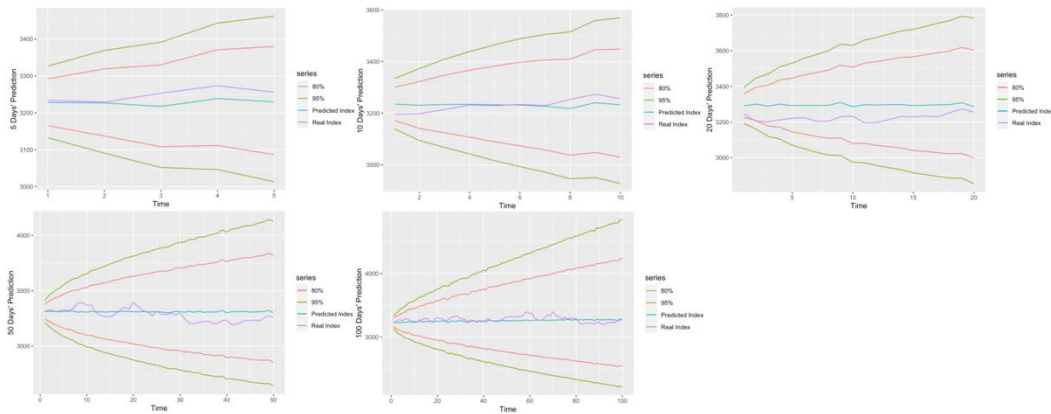 5 Days' Prediction
3400
3300
3200
3100
3000
1
2
3
4
5
Time
series
80%
95%
Predicted Index
Real Index
10 Days' Prediction
3600
3400
3200
3000
2
4
6
8
10
Time
series
80%
95%
Predicted Index
Real Index
20 Days' Prediction
3800
3600
3400
3200
3000
5
10
15
20
Time
series
80%
95%
Predicted Index
Real Index
50 Days' Prediction
4000
3500
3000
0
10
20
30
40
50
Time
series
80%
95%
Predicted Index
Real Index
100 Days' Prediction
4000
3000
0
20
40
60
80
100
Time
series
80%
95%
Predicted Index
Real Index